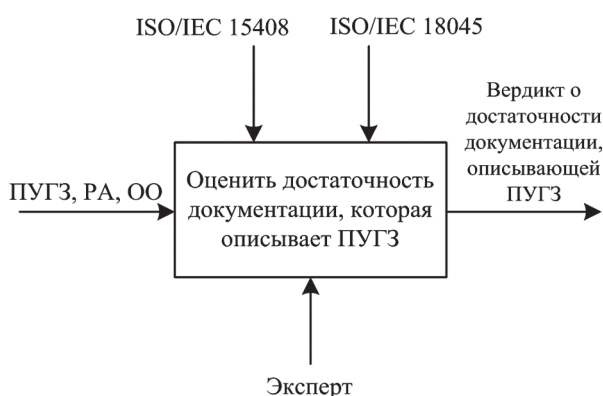 ISO/IEC 15408
ISO/IEC 18045
Вердикт о
достаточности
документации,
описывающей
ПУГЗ
ПУГЗ, РА, ОО
Оценить достаточность
документации, которая
описывает ПУГЗ
Эксперт